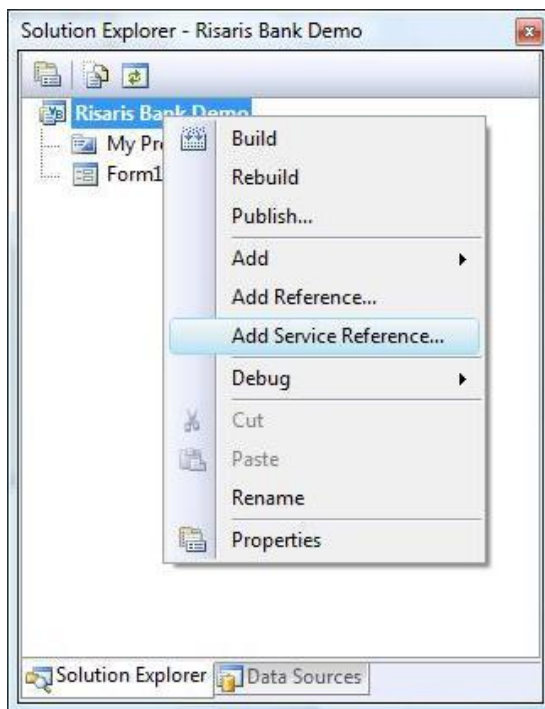 Solution Explorer - Risaris Bank Demo
Risaris Bank Demo
My Pr
Form1
Build
Rebuild
Publish...
Add
Add Reference...
Add Service Reference...
Debug
Cut
Paste
Rename
Properties
Solution Explorer
Data Sources